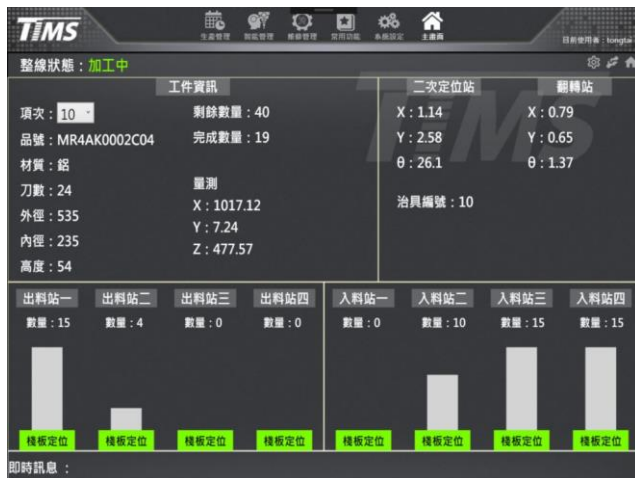 TiMS
生產管理 智能管理 維修管理 常用功能 系統設定 主畫面
目前使用者 : tongtai
整線狀態 : 加工中
工件資訊 二次定位站 翻轉站
項次 : 10 剩餘數量 : 40 X : 1.14 X : 0.79
品號 : MR4AK0002C04 完成數量 : 19 Y : 2.58 Y : 0.65
材質 : 鋁 θ : 26.1 θ : 1.37
刀數 : 24 量測
外徑 : 535 X : 1017.12 治具編號 : 10
內徑 : 235 Y : 7.24
高度 : 54 Z : 477.57
出料站一 出料站二 出料站三 出料站四 入料站一 入料站二 入料站三 入料站四
數量 : 15 數量 : 4 數量 : 0 數量 : 0 數量 : 0 數量 : 10 數量 : 15 數量 : 15
棧板定位 棧板定位 棧板定位 棧板定位 棧板定位 棧板定位 棧板定位 棧板定位
即時訊息 :